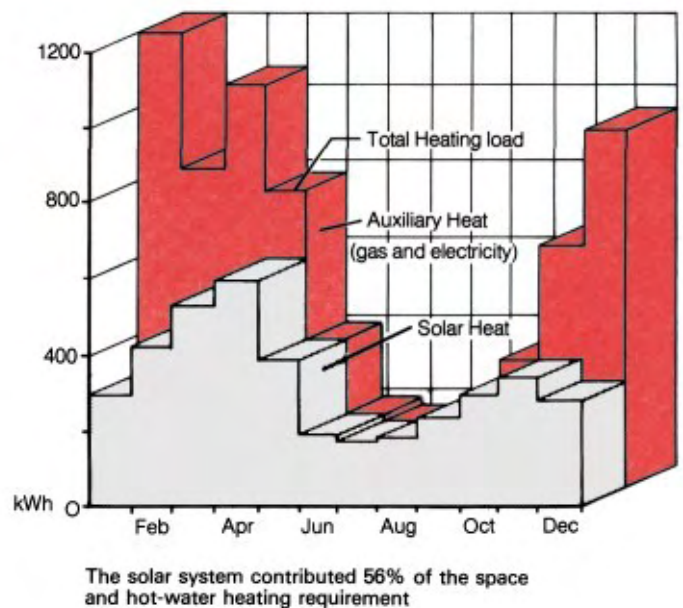 1200
Total Heating load
800
Auxiliary Heat
(gas and electricity)
Solar Heat
400
kWh 0
Feb Apr Jun Aug Oct Dec
The solar system contributed 56% of the space
and hot-water heating requirement